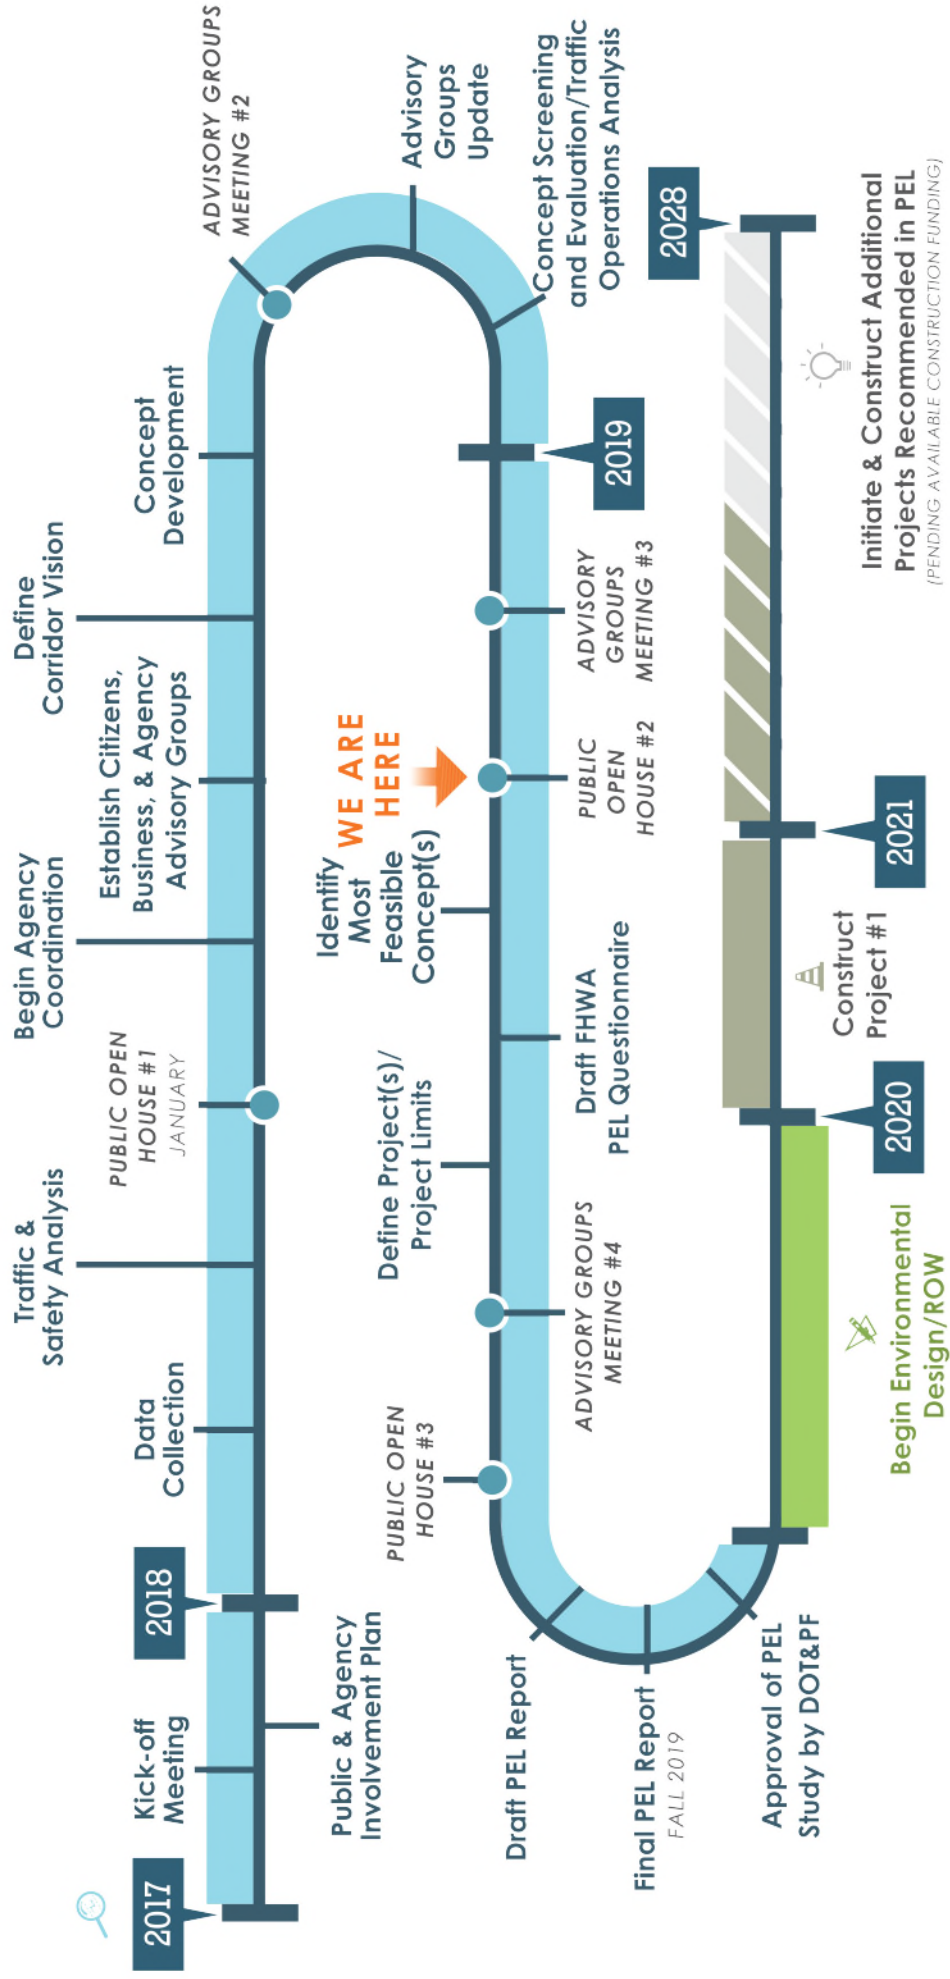 2017
Kick-off
Meeting
Public & Agency
Involvement Plan
2018
Data
Collection
Traffic &
Safety Analysis
PUBLIC OPEN
HOUSE #1
JANUARY
Begin Agency
Coordination
Establish Citizens,
Business, & Agency
Advisory Groups
Define
Corridor Vision
Concept
Development
ADVISORY GROUPS
MEETING #2
Advisory
Groups
Update
Concept Screening
and Evaluation/Traffic
Operations Analysis
2019
ADVISORY
GROUPS
MEETING #3
WE ARE
HERE
PUBLIC
OPEN
HOUSE #2
Identify
Most
Feasible
Concept(s)
Draft FHWA
PEL Questionnaire
Define Project(s)/
Project Limits
ADVISORY GROUPS
MEETING #4
PUBLIC OPEN
HOUSE #3
Draft PEL Report
Final PEL Report
FALL 2019
Approval of PEL
Study by DOT&PF
Begin Environmental
Design/ROW
2020
Construct
Project #1
2021
Initiate & Construct Additional
Projects Recommended in PEL
(PENDING AVAILABLE CONSTRUCTION FUNDING)
2028